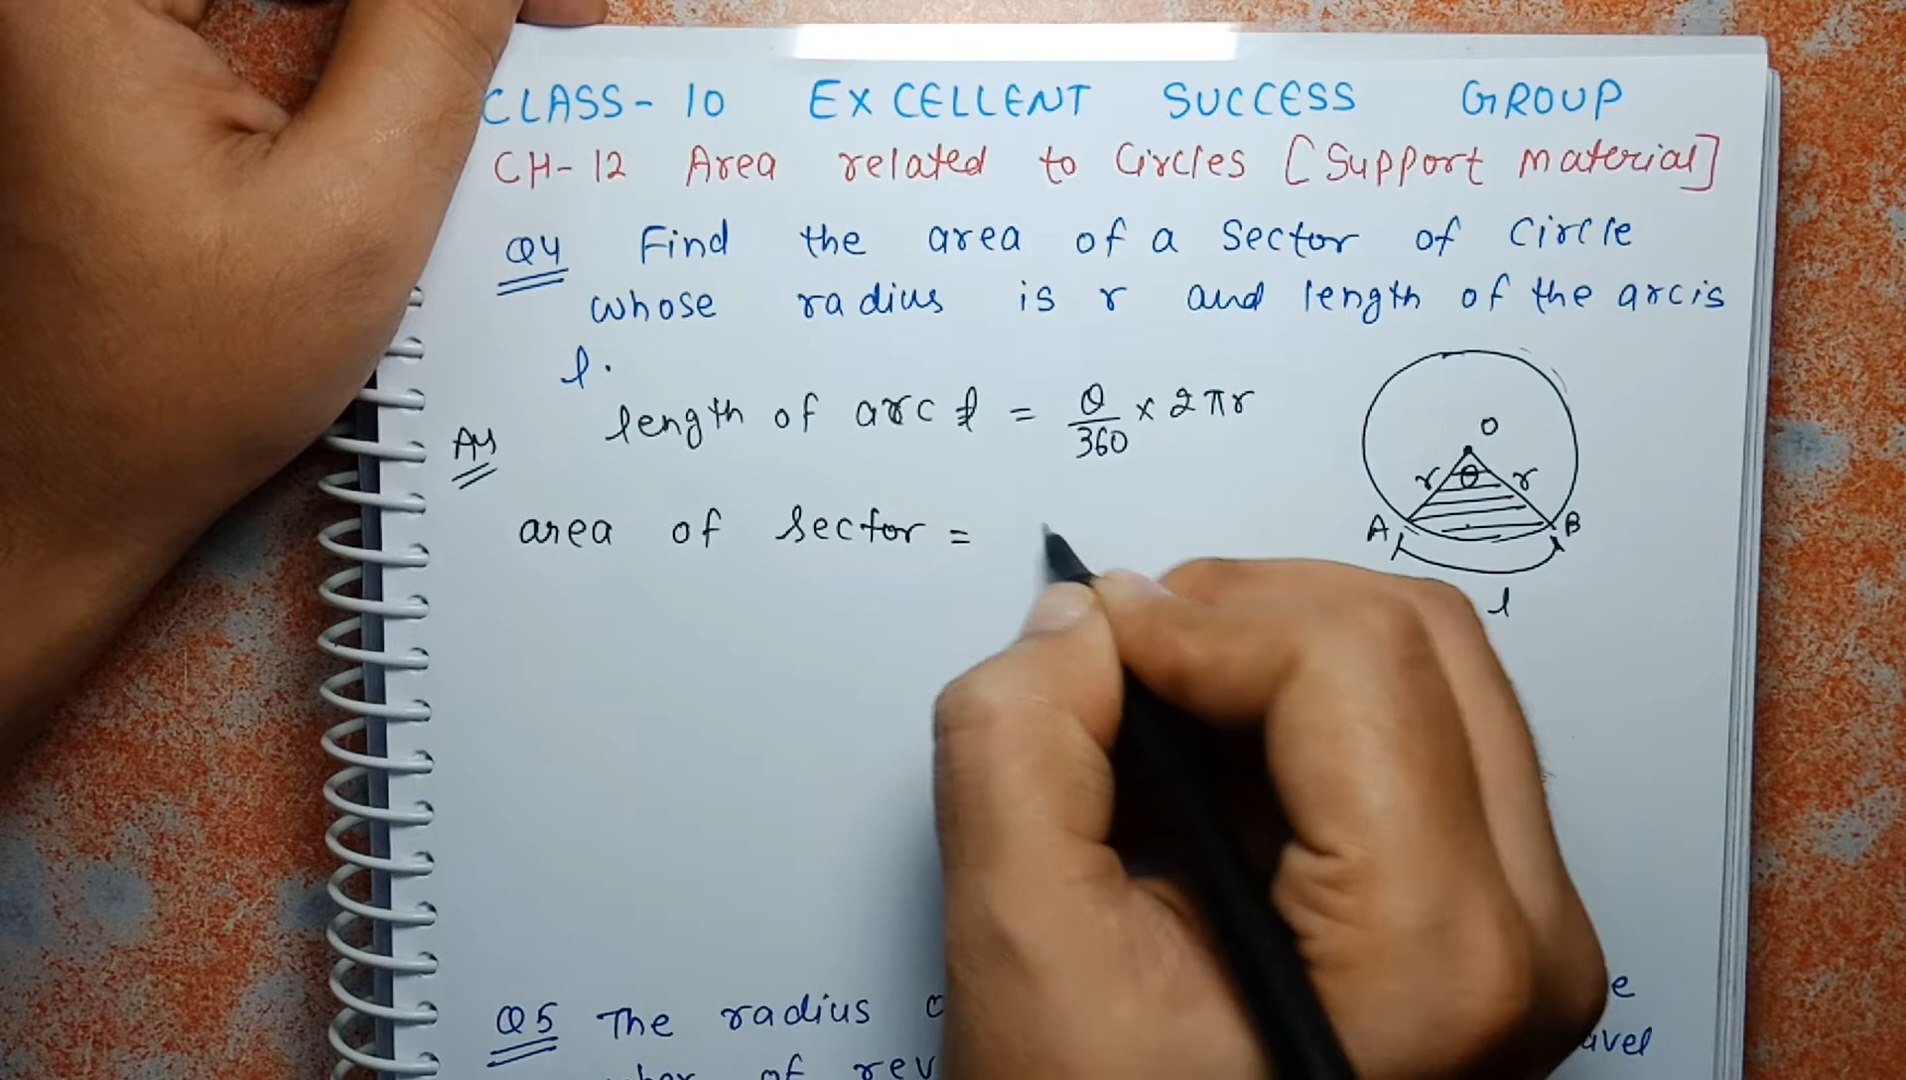 CLASS-10 EXCELLENT SUCCESS GROUP
CH-12 Area related to Circles [Support material]
Q4 Find the area of a Sector of Circle
whose radius is r and length of the arc is
l.
A4 length of arc l = θ/360 × 2πr
area of sector =
O
r θ r
A B
l
Q5 The radius
of rev